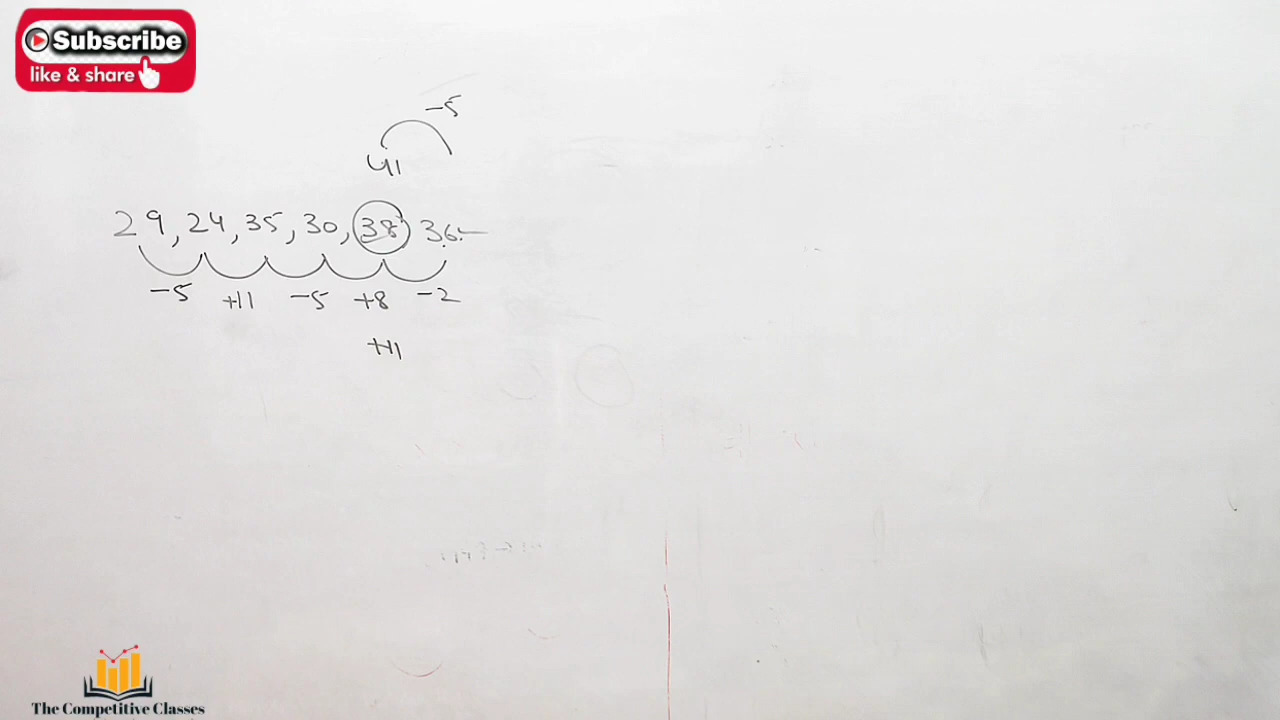 Subscribe
like & share
-5
41
29, 24, 35, 30, 38, 36
-5 +11 -5 +8 -2
+11
The Competitive Classes